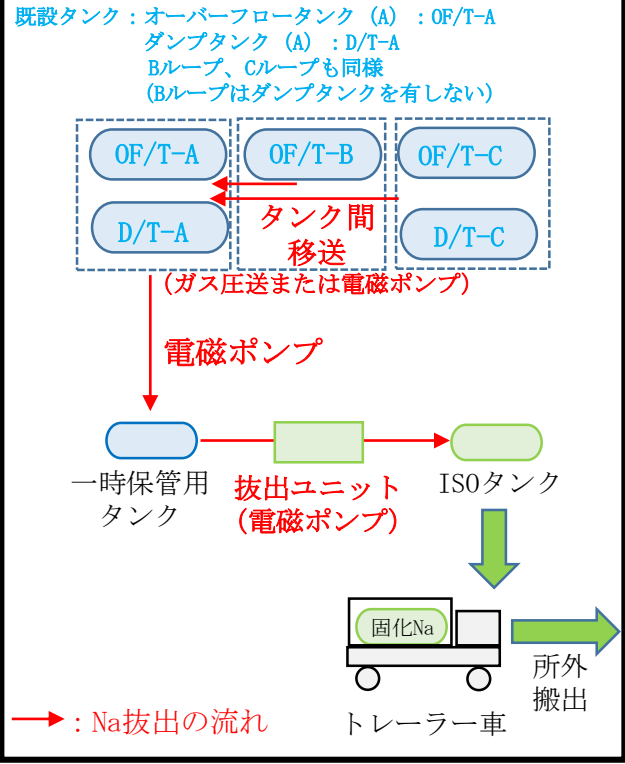 既設タンク：オーバーフロータンク（A）：OF/T-A
ダンプタンク（A）：D/T-A
Bループ、Cループも同様
（Bループはダンプタンクを有しない）
OF/T-A
OF/T-B
OF/T-C
D/T-A
D/T-C
タンク間
移送
（ガス圧送または電磁ポンプ）
電磁ポンプ
一時保管用
タンク
抜出ユニット
（電磁ポンプ）
ISOタンク
固化Na
所外
搬出
トレーラー車
：Na抜出の流れ